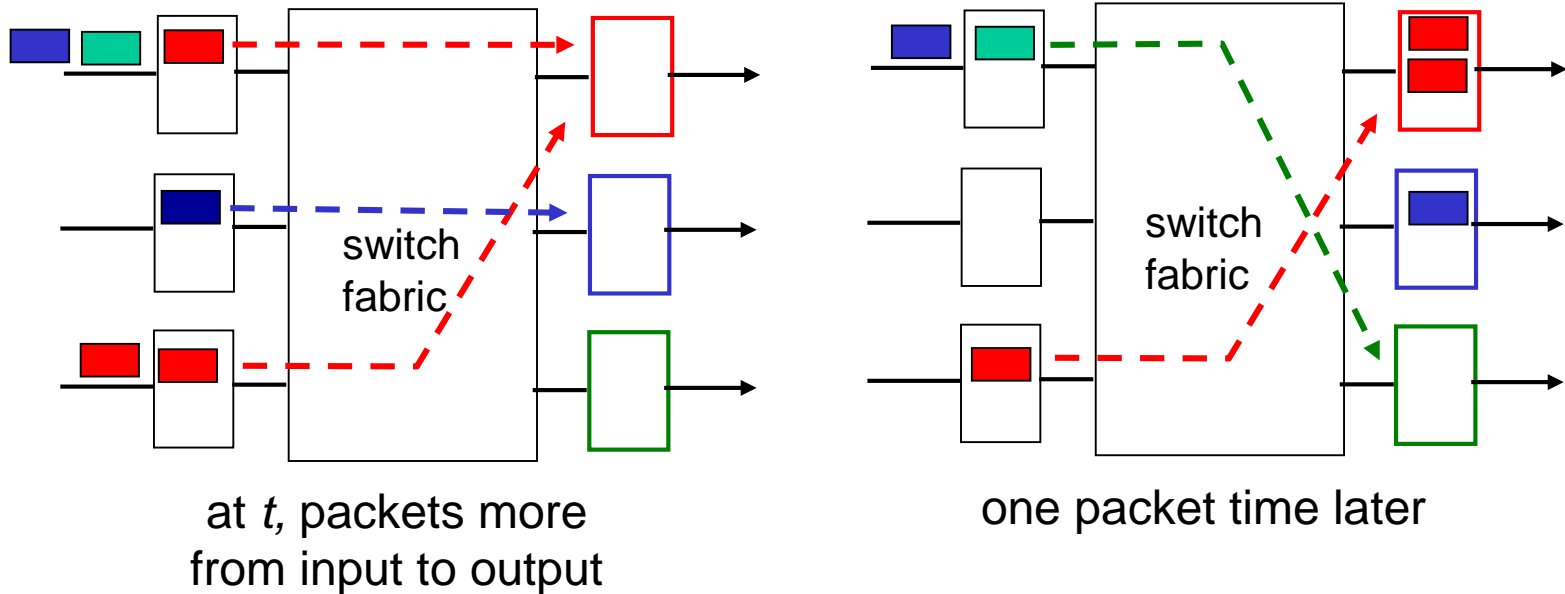 switch
fabric
at t, packets more
from input to output
switch
fabric
one packet time later